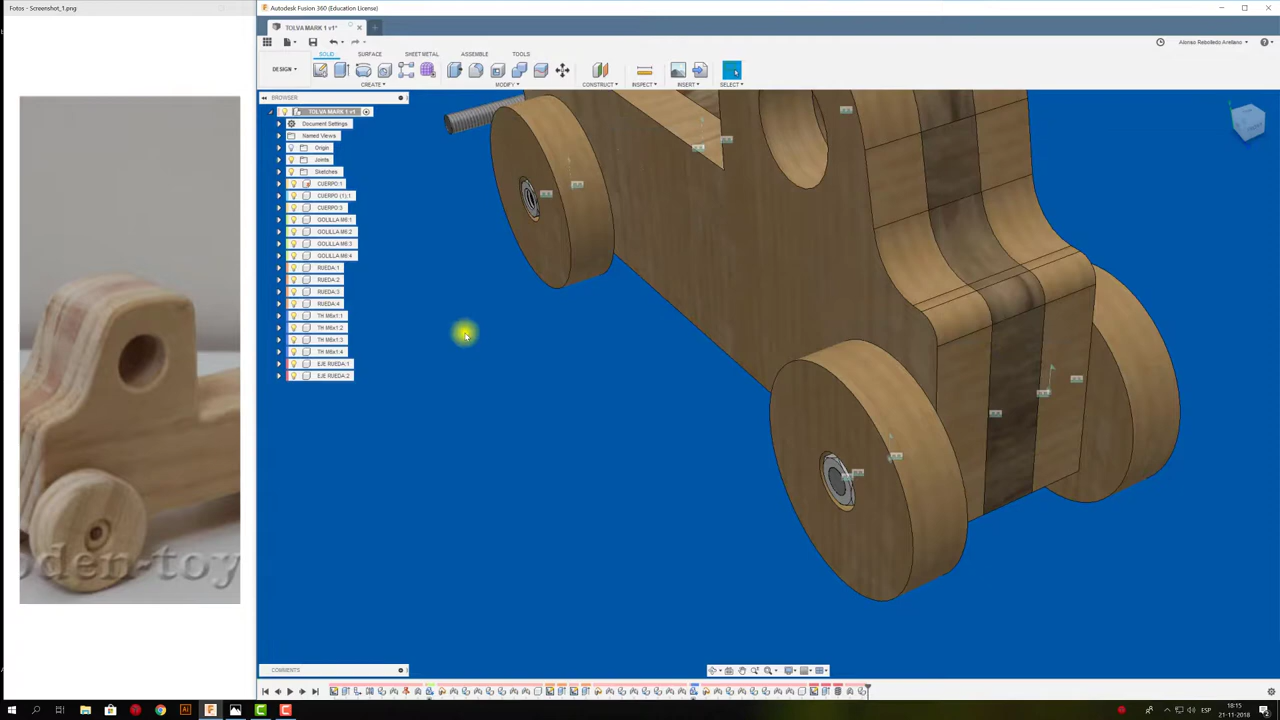 Fotos - Screenshot_1.png
Autodesk Fusion 360 (Education License)
TOLVA MARK 1 v1*
Alonso Rebolledo Arellano
DESIGN
SOLID
SURFACE
SHEET METAL
ASSEMBLE
TOOLS
CREATE
MODIFY
CONSTRUCT
INSPECT
INSERT
SELECT
BROWSER
TOLVA MARK 1 v1
Document Settings
Named Views
Origin
Joints
Sketches
CUERPO:1
CUERPO (1):1
CUERPO:3
GOLILLA M6:1
GOLILLA M6:2
GOLILLA M6:3
GOLILLA M6:4
RUEDA:1
RUEDA:2
RUEDA:3
RUEDA:4
TH M6x1:1
TH M6x1:2
TH M6x1:3
TH M6x1:4
EJE RUEDA:1
EJE RUEDA:2
den-toy
COMMENTS
ESP
18:15
21-11-2018